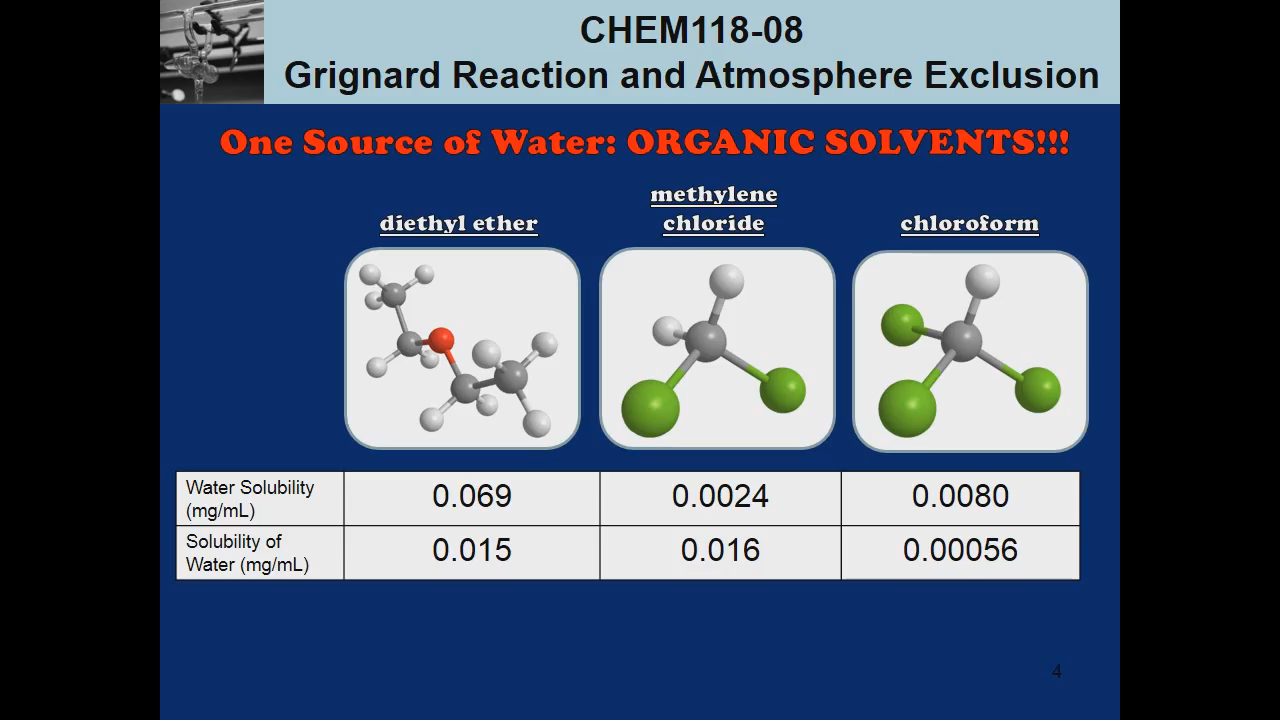 CHEM118-08
Grignard Reaction and Atmosphere Exclusion
One Source of Water: ORGANIC SOLVENTS!!!
diethyl ether
methylene
chloride
chloroform
Water Solubility
(mg/mL)
0.069
0.0024
0.0080
Solubility of
Water (mg/mL)
0.015
0.016
0.00056
4